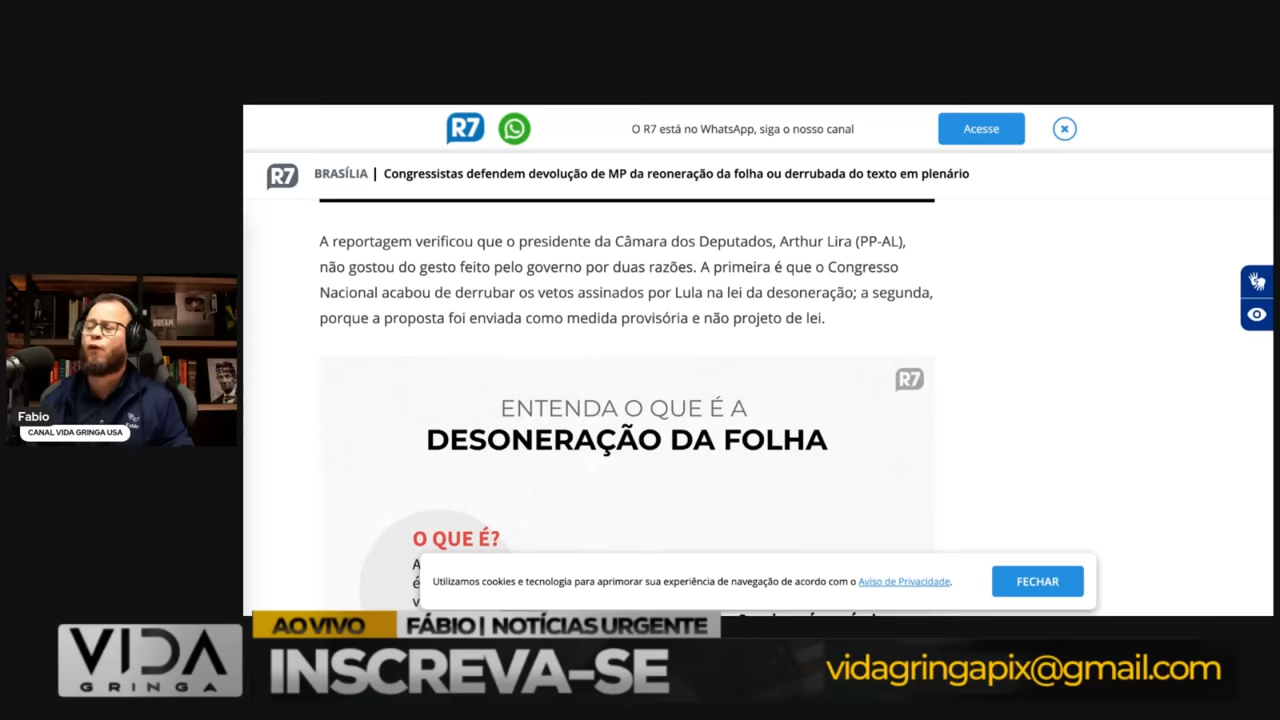 R7
O R7 está no WhatsApp, siga o nosso canal
Acesse
R7
BRASÍLIA | Congressistas defendem devolução de MP da reoneração da folha ou derrubada do texto em plenário
A reportagem verificou que o presidente da Câmara dos Deputados, Arthur Lira (PP-AL),
não gostou do gesto feito pelo governo por duas razões. A primeira é que o Congresso
Nacional acabou de derrubar os vetos assinados por Lula na lei da desoneração; a segunda,
porque a proposta foi enviada como medida provisória e não projeto de lei.
R7
ENTENDA O QUE É A
DESONERAÇÃO DA FOLHA
O QUE É?
A
é
v
Utilizamos cookies e tecnologia para aprimorar sua experiência de navegação de acordo com o Aviso de Privacidade.
FECHAR
DREAM
Fabio
CANAL VIDA GRINGA USA
AO VIVO
FÁBIO | NOTÍCIAS URGENTE
VIDA
GRINGA
INSCREVA-SE
vidagringapix@gmail.com